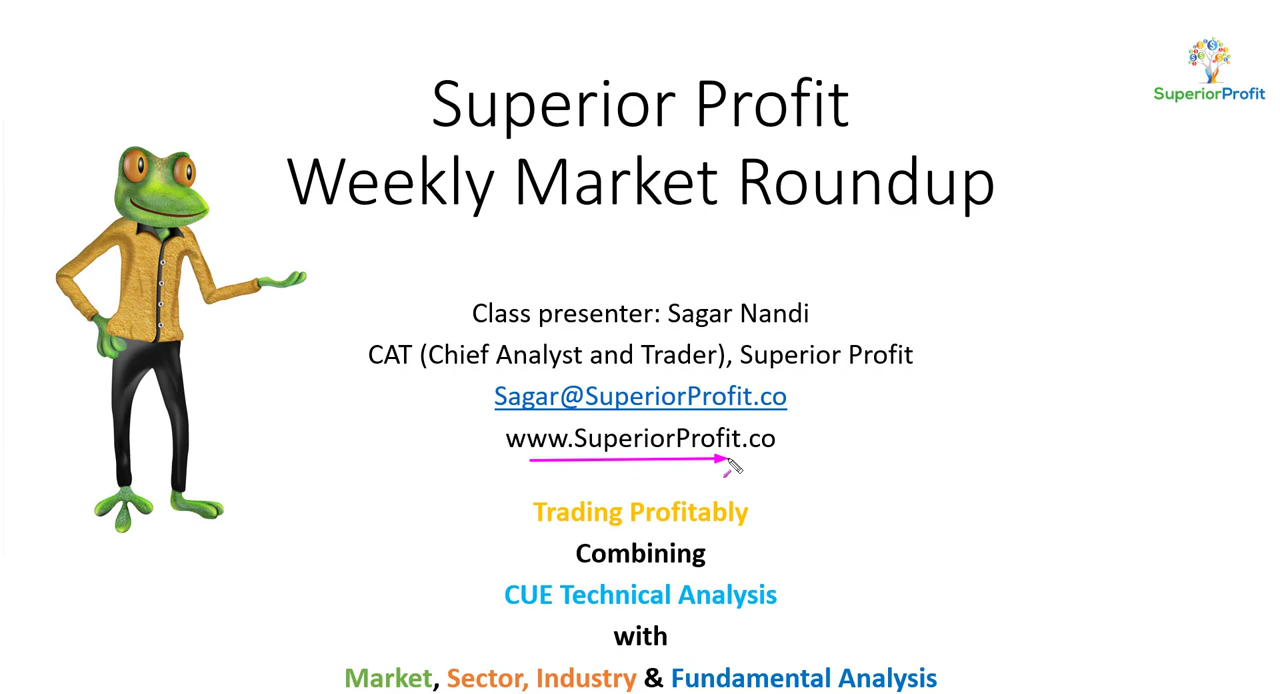 SuperiorProfit
Superior Profit
Weekly Market Roundup
Class presenter: Sagar Nandi
CAT (Chief Analyst and Trader), Superior Profit
Sagar@SuperiorProfit.co
www.SuperiorProfit.co
Trading Profitably
Combining
CUE Technical Analysis
with
Market, Sector, Industry & Fundamental Analysis